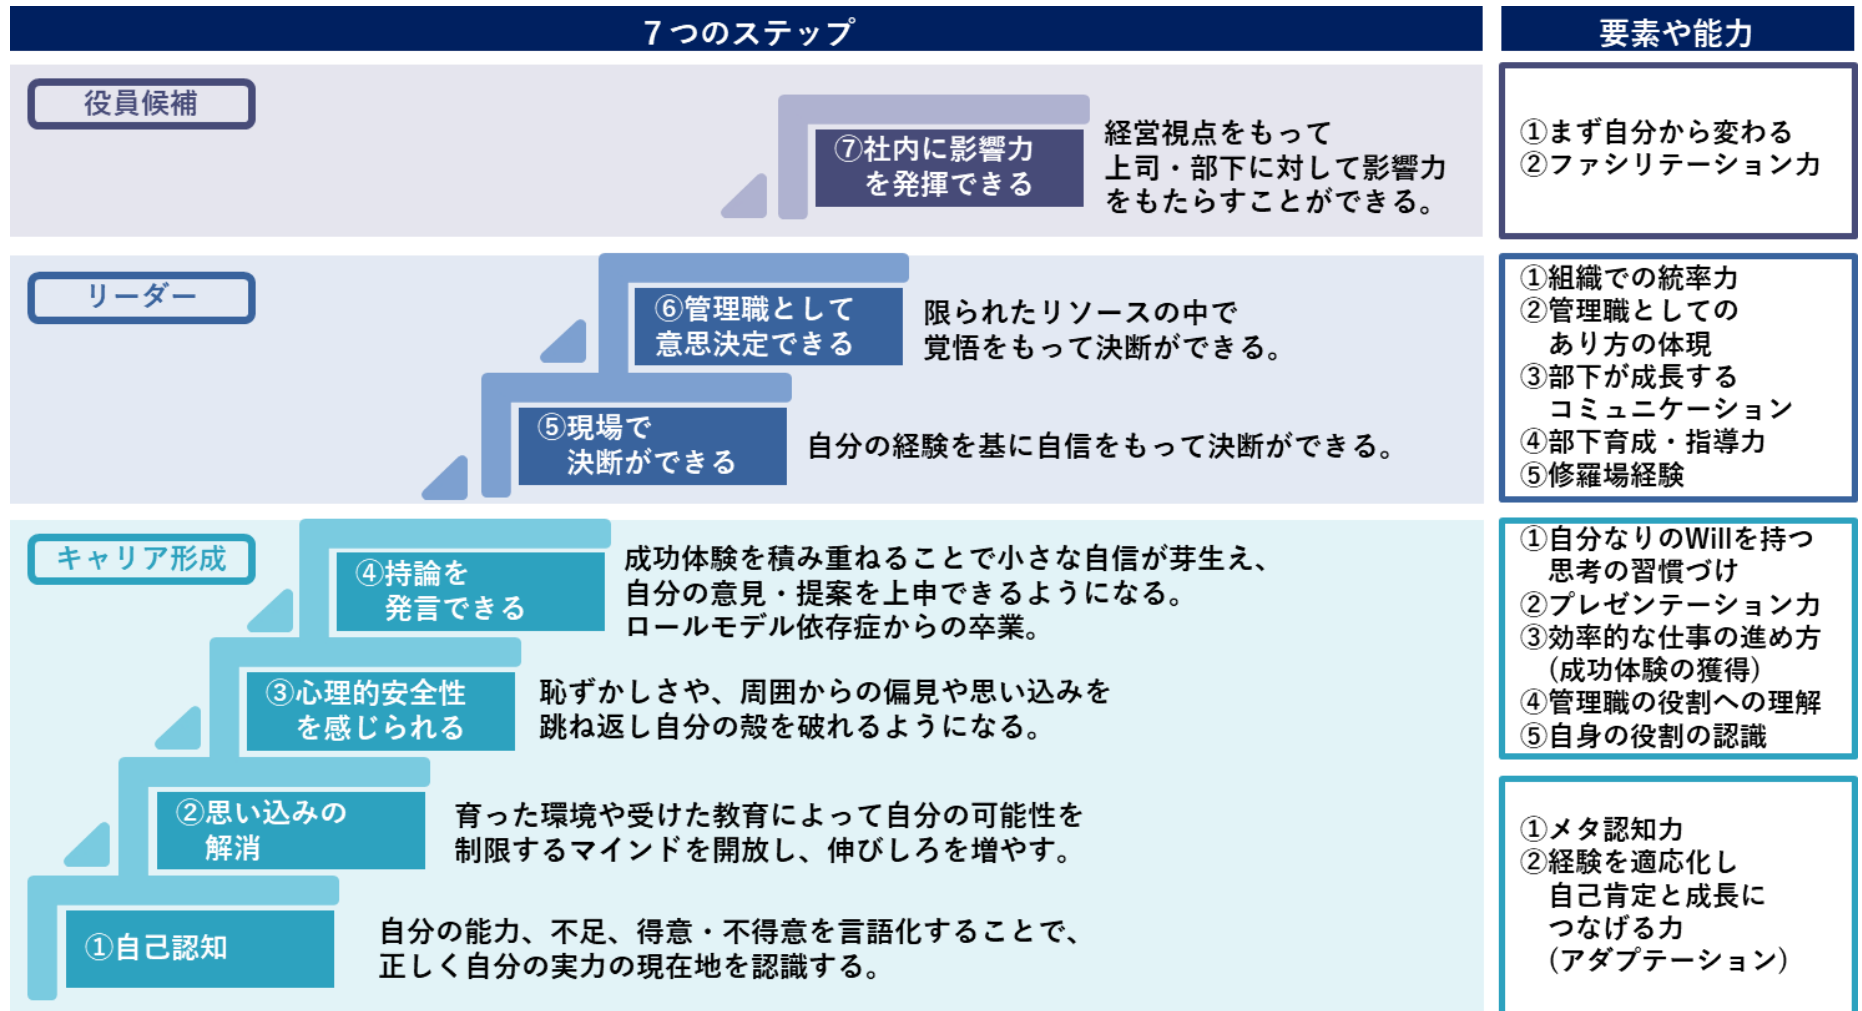 7つのステップ
要素や能力
役員候補
⑦社内に影響力
を発揮できる
経営視点をもって
上司・部下に対して影響力
をもたらすことができる。
①まず自分から変わる
②ファシリテーション力
リーダー
⑥管理職として
意思決定できる
限られたリソースの中で
覚悟をもって決断ができる。
⑤現場で
決断ができる
自分の経験を基に自信をもって決断ができる。
①組織での統率力
②管理職としての
あり方の体現
③部下が成長する
コミュニケーション
④部下育成・指導力
⑤修羅場経験
キャリア形成
④持論を
発言できる
成功体験を積み重ねることで小さな自信が芽生え、
自分の意見・提案を上申できるようになる。
ロールモデル依存症からの卒業。
③心理的安全性
を感じられる
恥ずかしさや、周囲からの偏見や思い込みを
跳ね返し自分の殻を破れるようになる。
①自分なりのWillを持つ
思考の習慣づけ
②プレゼンテーション力
③効率的な仕事の進め方
(成功体験の獲得)
④管理職の役割への理解
⑤自身の役割の認識
②思い込みの
解消
育った環境や受けた教育によって自分の可能性を
制限するマインドを開放し、伸びしろを増やす。
①自己認知
自分の能力、不足、得意・不得意を言語化することで、
正しく自分の実力の現在地を認識する。
①メタ認知力
②経験を適応化し
自己肯定と成長に
つなげる力
(アダプテーション)